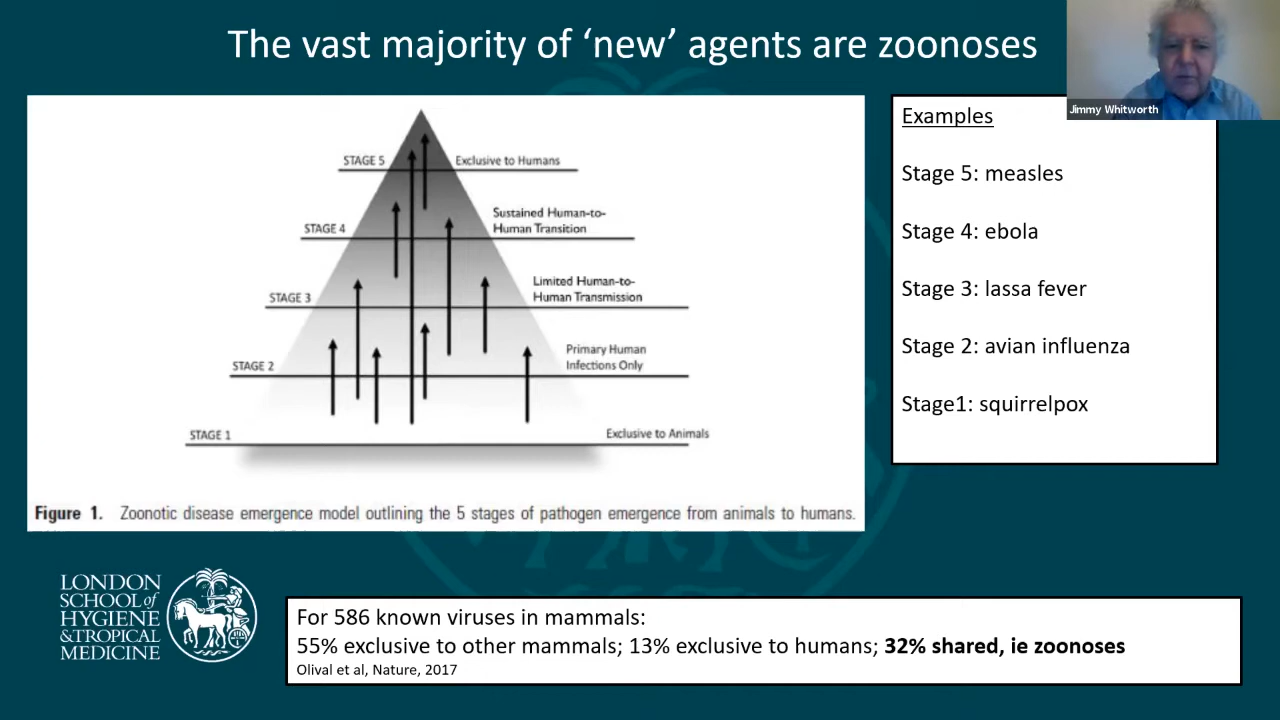 The vast majority of ‘new’ agents are zoonoses
Jimmy Whitworth
STAGE 5
Exclusive to Humans
STAGE 4
Sustained Human-to-
Human Transition
STAGE 3
Limited Human-to-
Human Transmission
STAGE 2
Primary Human
Infections Only
STAGE 1
Exclusive to Animals
Figure 1. Zoonotic disease emergence model outlining the 5 stages of pathogen emergence from animals to humans.
Examples
Stage 5: measles
Stage 4: ebola
Stage 3: lassa fever
Stage 2: avian influenza
Stage1: squirrelpox
LONDON
SCHOOL of
HYGIENE
& TROPICAL
MEDICINE
For 586 known viruses in mammals:
55% exclusive to other mammals; 13% exclusive to humans; 32% shared, ie zoonoses
Olival et al, Nature, 2017